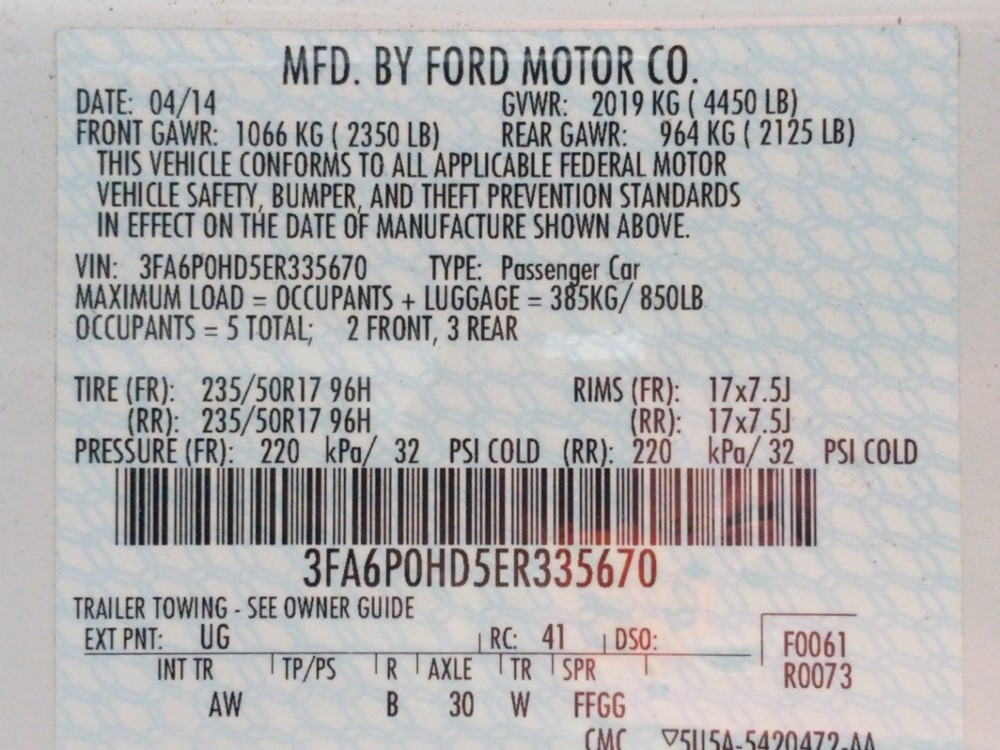 MFD. BY FORD MOTOR CO.
DATE: 04/14 GVWR: 2019 KG ( 4450 LB)
FRONT GAWR: 1066 KG ( 2350 LB) REAR GAWR: 964 KG ( 2125 LB)
THIS VEHICLE CONFORMS TO ALL APPLICABLE FEDERAL MOTOR
VEHICLE SAFETY, BUMPER, AND THEFT PREVENTION STANDARDS
IN EFFECT ON THE DATE OF MANUFACTURE SHOWN ABOVE.
VIN: 3FA6P0HD5ER335670 TYPE: Passenger Car
MAXIMUM LOAD = OCCUPANTS + LUGGAGE = 385KG/ 850LB
OCCUPANTS = 5 TOTAL; 2 FRONT, 3 REAR
TIRE (FR): 235/50R17 96H RIMS (FR): 17x7.5J
(RR): 235/50R17 96H (RR): 17x7.5J
PRESSURE (FR): 220 kPa/ 32 PSI COLD (RR): 220 kPa/ 32 PSI COLD
3FA6P0HD5ER335670
TRAILER TOWING - SEE OWNER GUIDE
EXT PNT: UG RC: 41 DSO: F0061
INT TR TP/PS R AXLE TR SPR R0073
AW B 30 W FFGG
CMC ▽5U5A-5420472-AA